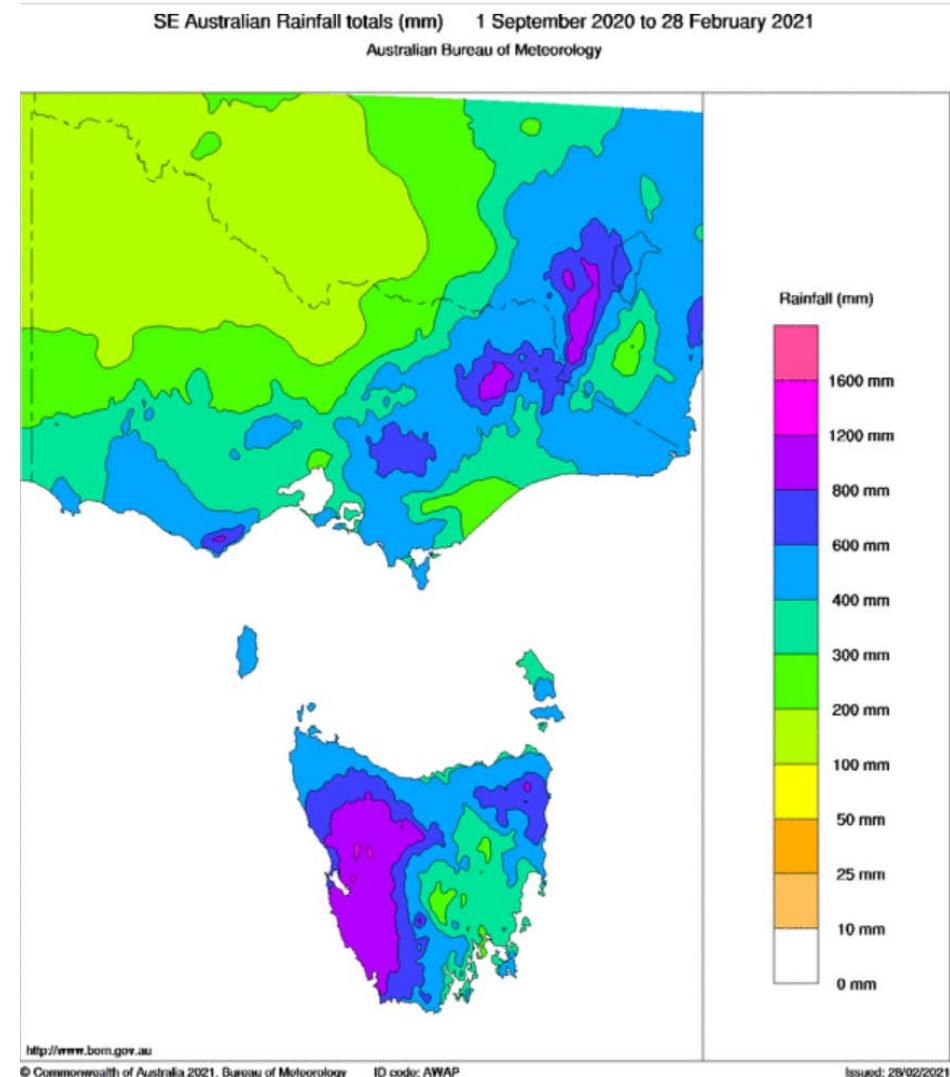 SE Australian Rainfall totals (mm) 1 September 2020 to 28 February 2021
Australian Bureau of Meteorology
Rainfall (mm)
1600 mm
1200 mm
800 mm
600 mm
400 mm
300 mm
200 mm
100 mm
50 mm
25 mm
10 mm
0 mm
http://www.bom.gov.au
© Commonwealth of Australia 2021, Bureau of Meteorology ID code: AWAP Issued: 28/02/2021